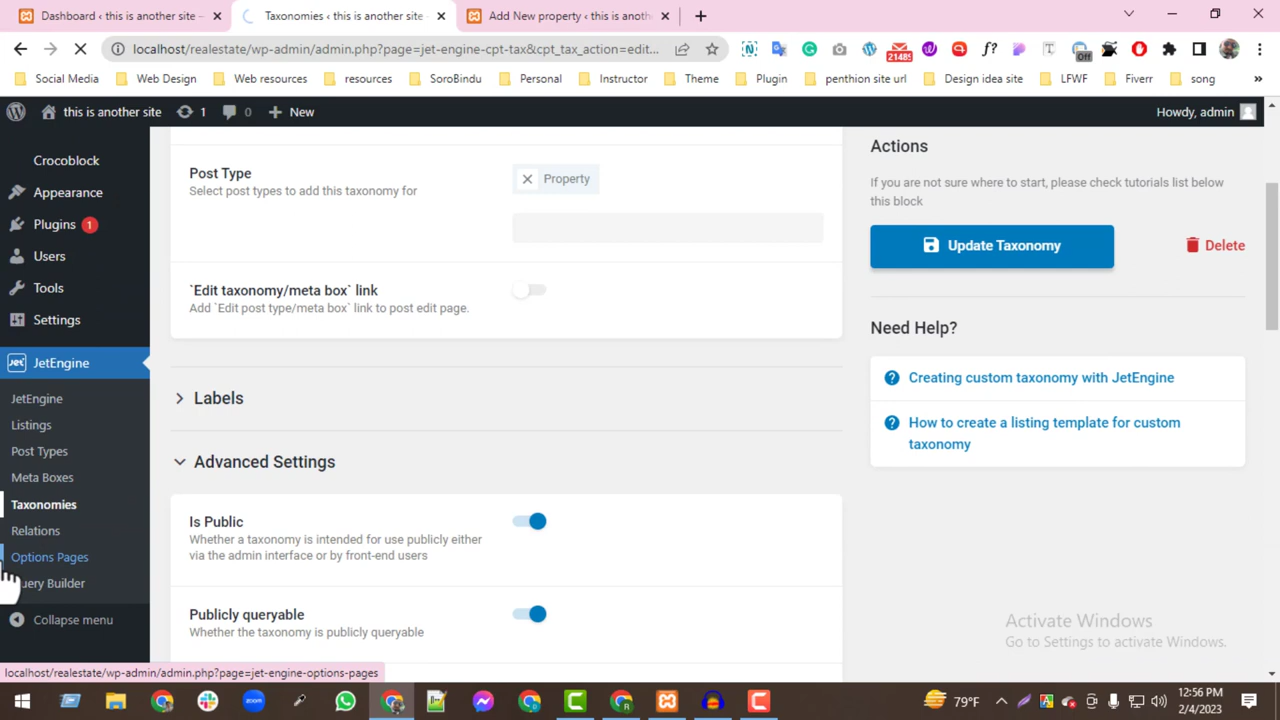 Dashboard ‹ this is another site –
Taxonomies ‹ this is another site
Add New property ‹ this is anoth
localhost/realestate/wp-admin/admin.php?page=jet-engine-cpt-tax&cpt_tax_action=edit...
21485
Off
Social Media
Web Design
Web resources
resources
SoroBindu
Personal
Instructor
Theme
Plugin
penthion site url
Design idea site
LFWF
Fiverr
song
this is another site
1
0
New
Howdy, admin
Crocoblock
Appearance
Plugins 1
Users
Tools
Settings
JetEngine
JetEngine
Listings
Post Types
Meta Boxes
Taxonomies
Relations
Options Pages
uery Builder
Collapse menu
Post Type
Select post types to add this taxonomy for
Property
`Edit taxonomy/meta box` link
Add `Edit post type/meta box` link to post edit page.
Labels
Advanced Settings
Is Public
Whether a taxonomy is intended for use publicly either
via the admin interface or by front-end users
Publicly queryable
Whether the taxonomy is publicly queryable
Actions
If you are not sure where to start, please check tutorials list below
this block
Update Taxonomy
Delete
Need Help?
Creating custom taxonomy with JetEngine
How to create a listing template for custom
taxonomy
Activate Windows
Go to Settings to activate Windows.
localhost/realestate/wp-admin/admin.php?page=jet-engine-options-pages
zoom
79°F
12:56 PM
2/4/2023